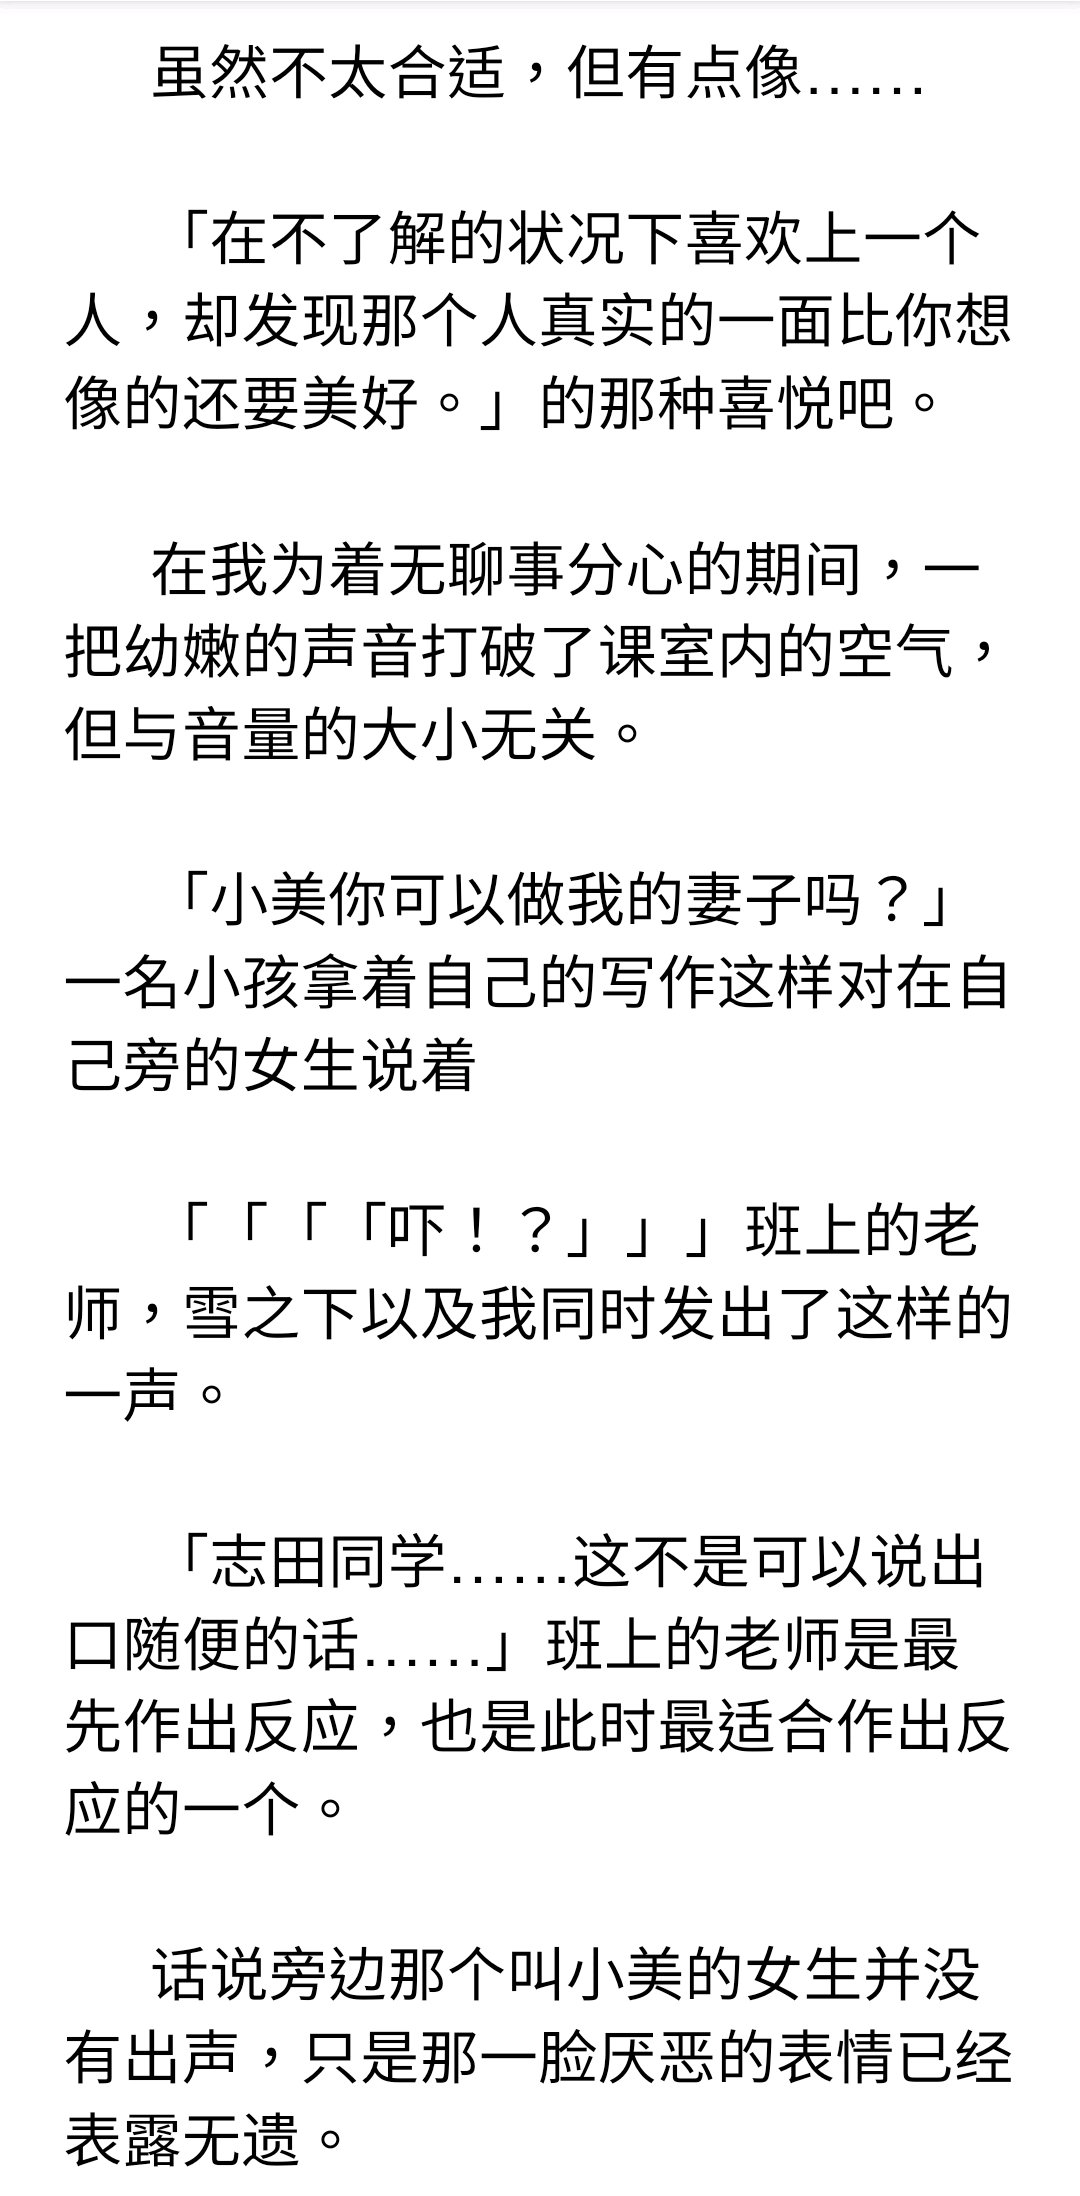 虽然不太合适，但有点像……
「在不了解的状况下喜欢上一个
人，却发现那个人真实的一面比你想
像的还要美好。」的那种喜悦吧。
在我为着无聊事分心的期间，一
把幼嫩的声音打破了课室内的空气，
但与音量的大小无关。
「小美你可以做我的妻子吗？」
一名小孩拿着自己的写作这样对在自
己旁的女生说着
「「「「吓！？」」」班上的老
师，雪之下以及我同时发出了这样的
一声。
「志田同学……这不是可以说出
口随便的话……」班上的老师是最
先作出反应，也是此时最适合作出反
应的一个。
话说旁边那个叫小美的女生并没
有出声，只是那一脸厌恶的表情已经
表露无遗。